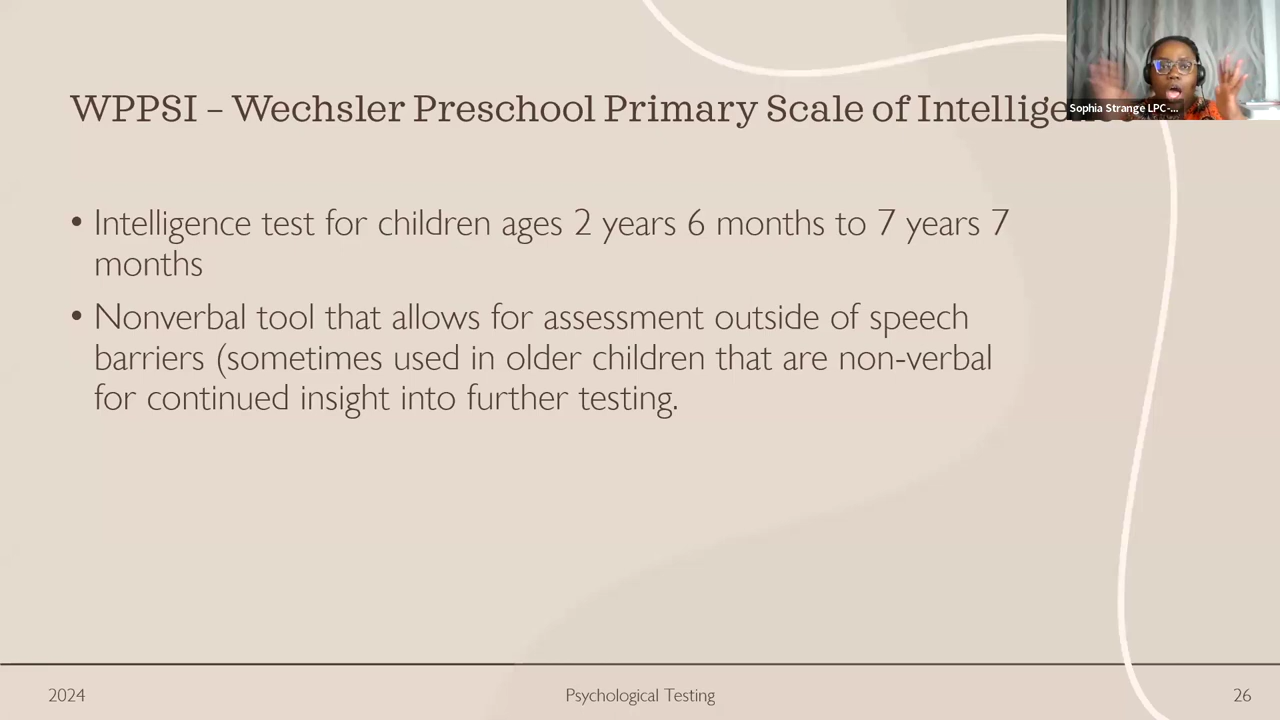 WPPSI – Wechsler Preschool Primary Scale of
Sophia Strange LPC-...
• Intelligence test for children ages 2 years 6 months to 7 years 7
months
• Nonverbal tool that allows for assessment outside of speech
barriers (sometimes used in older children that are non-verbal
for continued insight into further testing.
2024
Psychological Testing
26